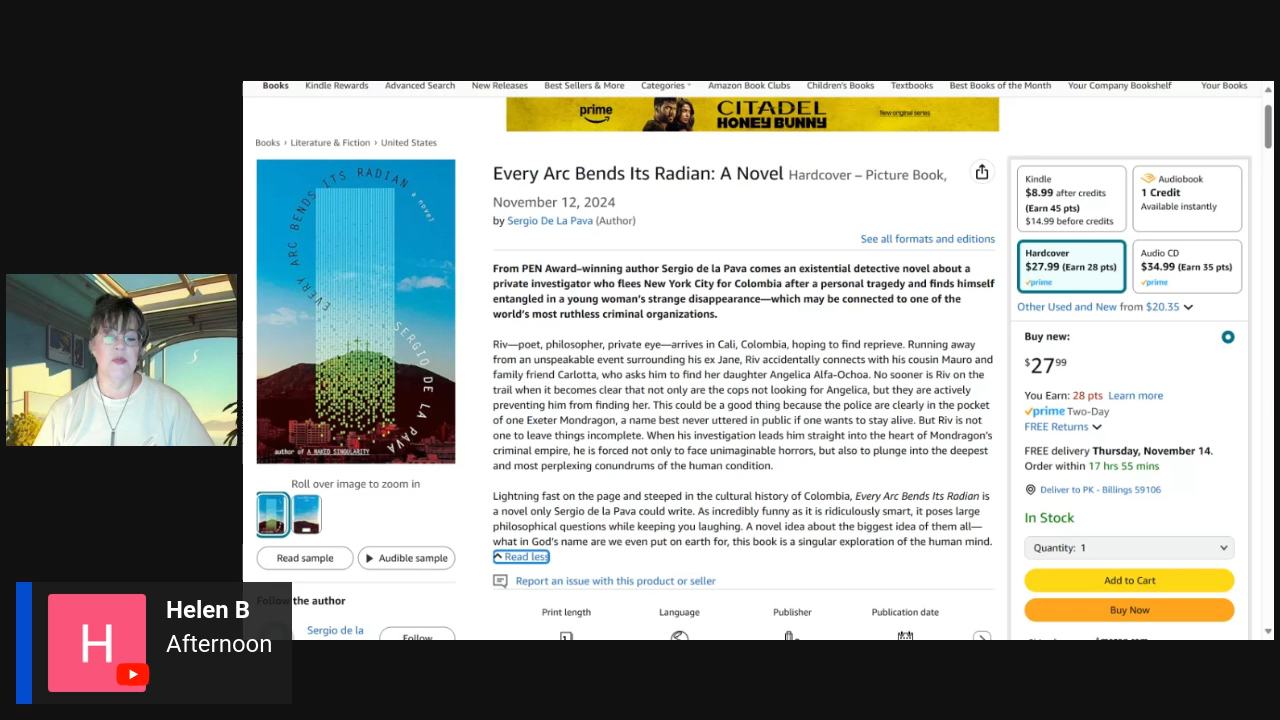 Books Kindle Rewards Advanced Search New Releases Best Sellers & More Categories Amazon Book Clubs Children's Books Textbooks Best Books of the Month Your Company Bookshelf Your Books
prime CITADEL HONEY BUNNY New original series
Books › Literature & Fiction › United States
EVERY ARC BENDS ITS RADIAN
a novel
SERGIO DE LA PAVA
author of A NAKED SINGULARITY
Roll over image to zoom in
Read sample
Audible sample
Follow the author
Sergio de la
Follow
Every Arc Bends Its Radian: A Novel Hardcover – Picture Book,
November 12, 2024
by Sergio De La Pava (Author)
See all formats and editions
From PEN Award–winning author Sergio de la Pava comes an existential detective novel about a
private investigator who flees New York City for Colombia after a personal tragedy and finds himself
entangled in a young woman's strange disappearance—which may be connected to one of the
world's most ruthless criminal organizations.
Riv—poet, philosopher, private eye—arrives in Cali, Colombia, hoping to find reprieve. Running away
from an unspeakable event surrounding his ex Jane, Riv accidentally connects with his cousin Mauro and
family friend Carlotta, who asks him to find her daughter Angelica Alfa-Ochoa. No sooner is Riv on the
trail when it becomes clear that not only are the cops not looking for Angelica, but they are actively
preventing him from finding her. This could be a good thing because the police are clearly in the pocket
of one Exeter Mondragon, a name best never uttered in public if one wants to stay alive. But Riv is not
one to leave things incomplete. When his investigation leads him straight into the heart of Mondragon's
criminal empire, he is forced not only to face unimaginable horrors, but also to plunge into the deepest
and most perplexing conundrums of the human condition.
Lightning fast on the page and steeped in the cultural history of Colombia, Every Arc Bends Its Radian is
a novel only Sergio de la Pava could write. As incredibly funny as it is ridiculously smart, it poses large
philosophical questions while keeping you laughing. A novel idea about the biggest idea of them all—
what in God's name are we even put on earth for, this book is a singular exploration of the human mind.
Read less
Report an issue with this product or seller
Print length Language Publisher Publication date
Kindle
$8.99 after credits
(Earn 45 pts)
$14.99 before credits
Audiobook
1 Credit
Available instantly
Hardcover
$27.99 (Earn 28 pts)
prime
Audio CD
$34.99 (Earn 35 pts)
prime
Other Used and New from $20.35
Buy new:
$27 99
You Earn: 28 pts Learn more
prime Two-Day
FREE Returns
FREE delivery Thursday, November 14.
Order within 17 hrs 55 mins
Deliver to PK - Billings 59106
In Stock
Quantity: 1
Add to Cart
Buy Now
H
Helen B
Afternoon